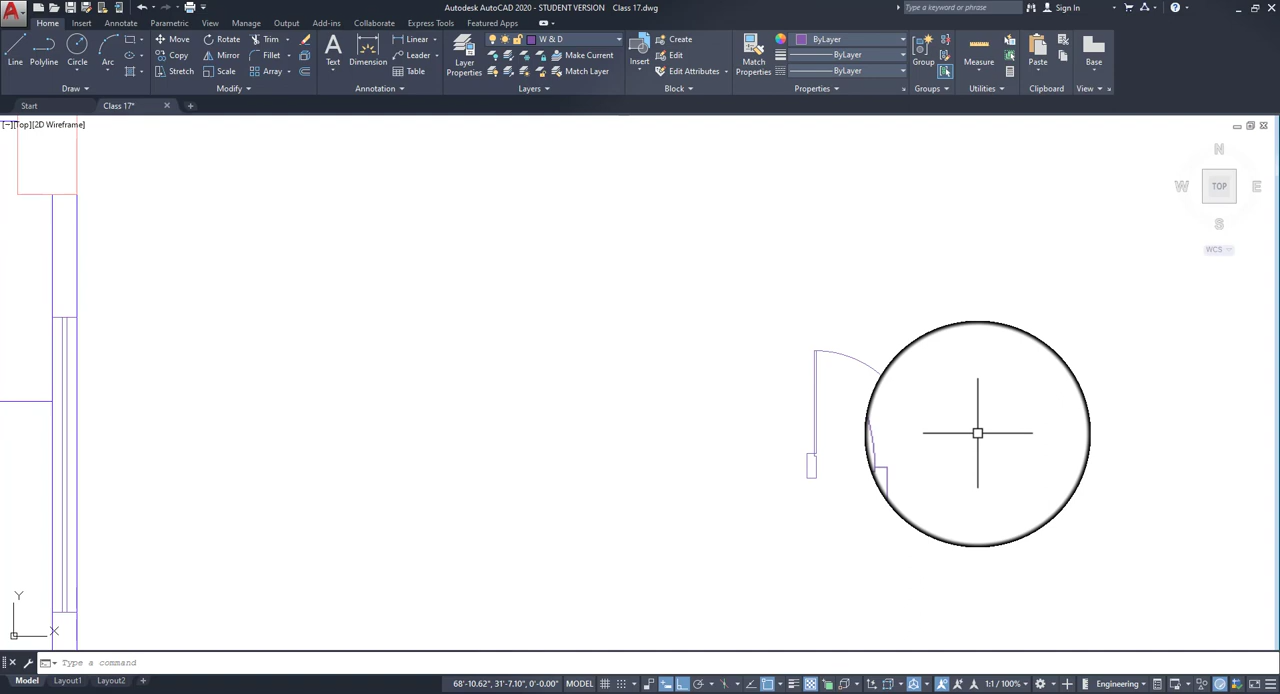 Autodesk AutoCAD 2020 - STUDENT VERSION Class 17.dwg
Type a keyword or phrase
Sign In
Home Insert Annotate Parametric View Manage Output Add-ins Collaborate Express Tools Featured Apps
Line Polyline Circle Arc
Move Rotate Trim
Copy Mirror Fillet
Stretch Scale Array
Text Dimension
Linear
Leader
Table
Layer Properties
W & D
Make Current
Match Layer
Insert
Create
Edit
Edit Attributes
Match Properties
ByLayer
ByLayer
ByLayer
Group
Measure
Paste
Base
Draw Modify Annotation Layers Block Properties Groups Utilities Clipboard View
Start Class 17*
[−][Top][2D Wireframe]
N
W TOP E
S
WCS
Y
X
Type a command
Model Layout1 Layout2
68'-10.62", 31'-7.10", 0'-0.00" MODEL 1:1 / 100% Engineering